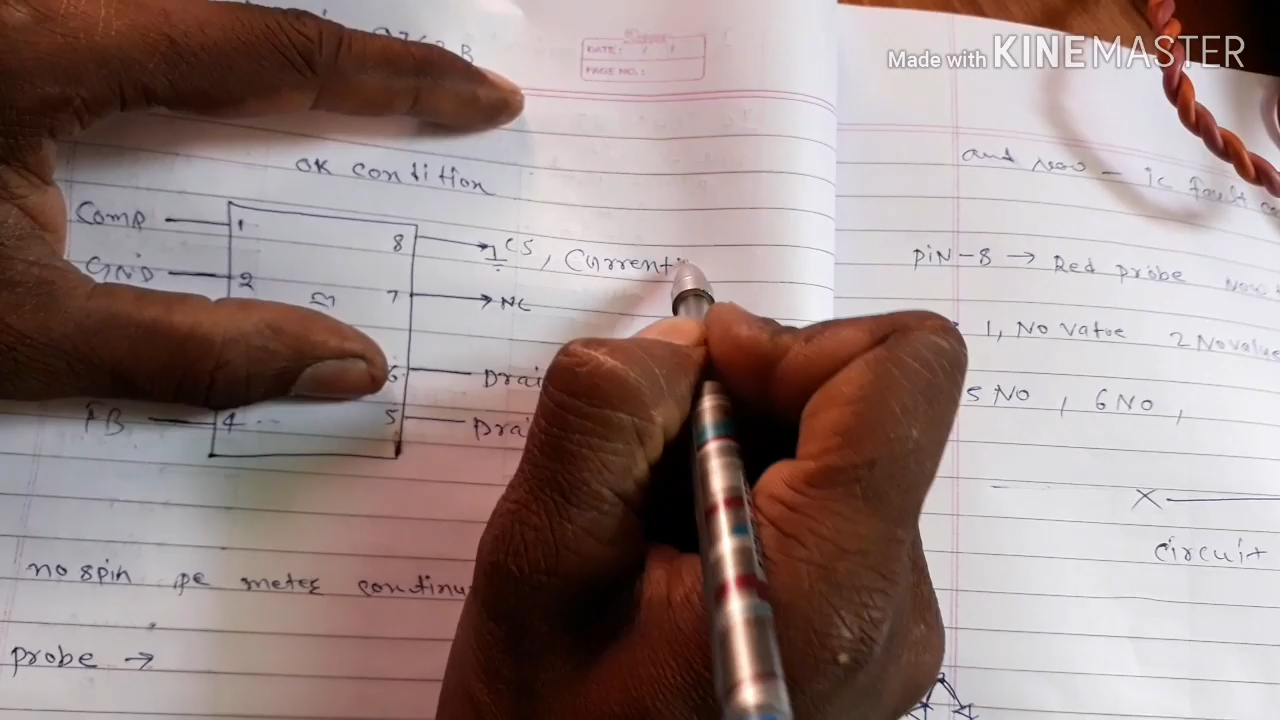 Made with KINEMASTER
DATE: / /
PAGE NO.:
OK condition
COMP 1
GND 2
FB 4
8 CS, Current
7 NC
6 Drai
5 Drai
no 8pin pe meter continu
probe →
and Now - ic fault co
PiN-8 → Red probe
1, No Value 2 No value
5 No , 6 No ,
X
circuit